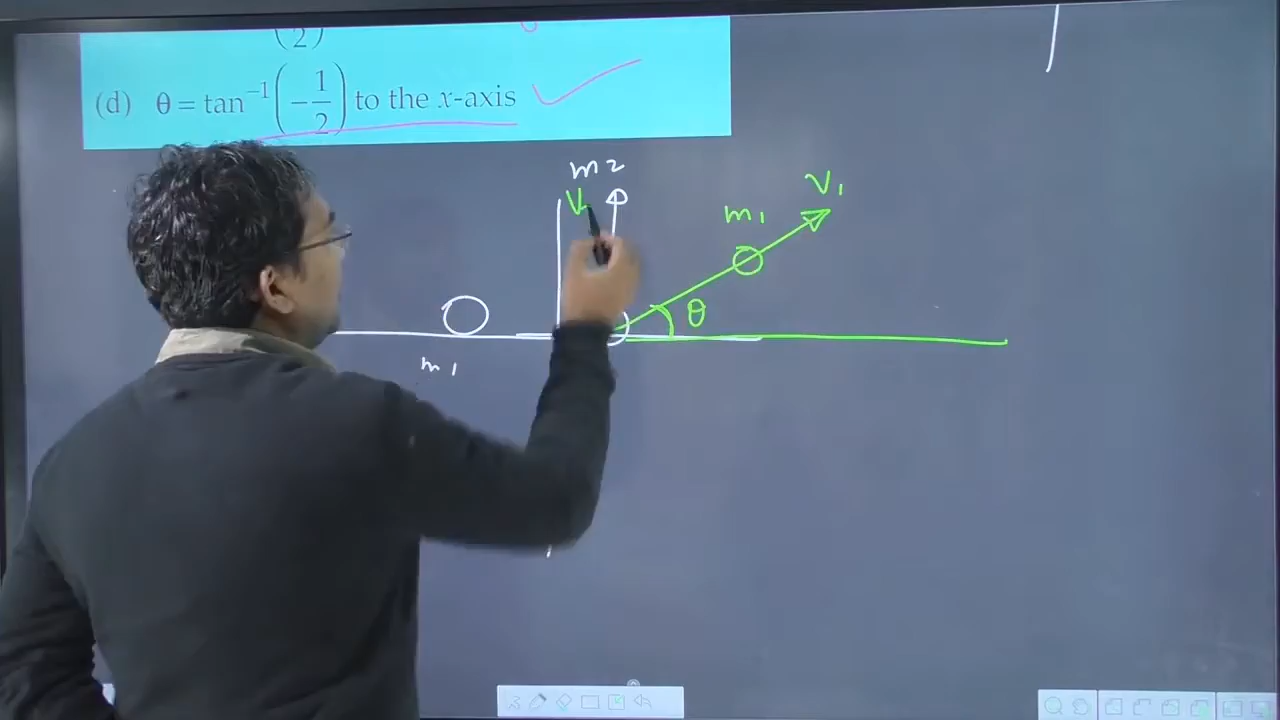 (d) θ = tan⁻¹(−1/2) to the x-axis
m2
V
V1
m1
θ
m1